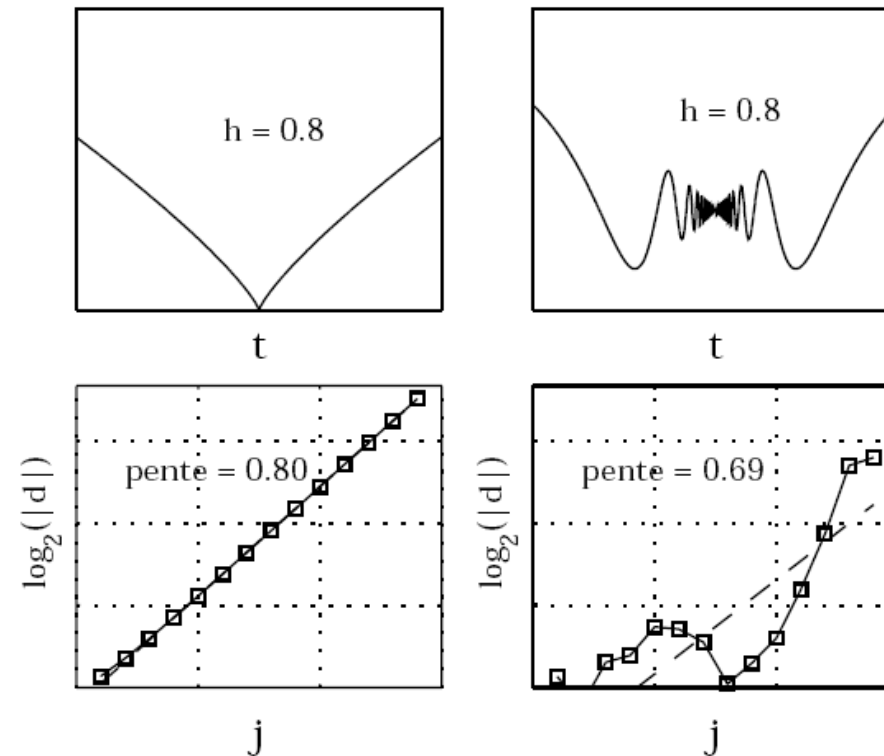 h = 0.8
h = 0.8
t
t
log2(|d|)
pente = 0.80
log2(|d|)
pente = 0.69
j
j